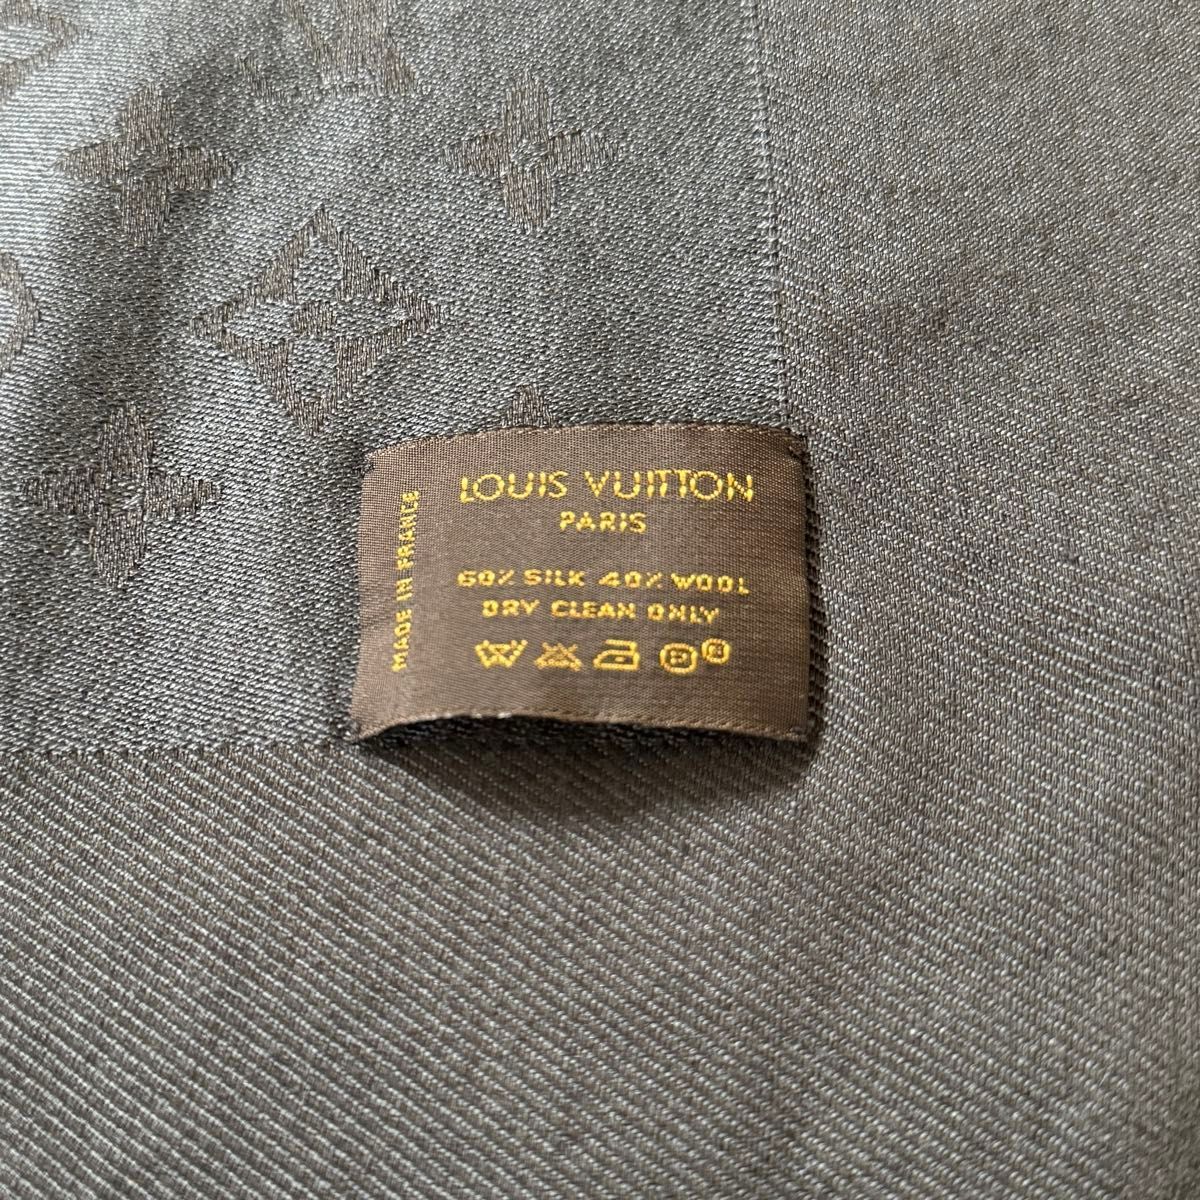 LOUIS VUITTON
PARIS
60% SILK 40% WOOL
DRY CLEAN ONLY
MADE IN FRANCE